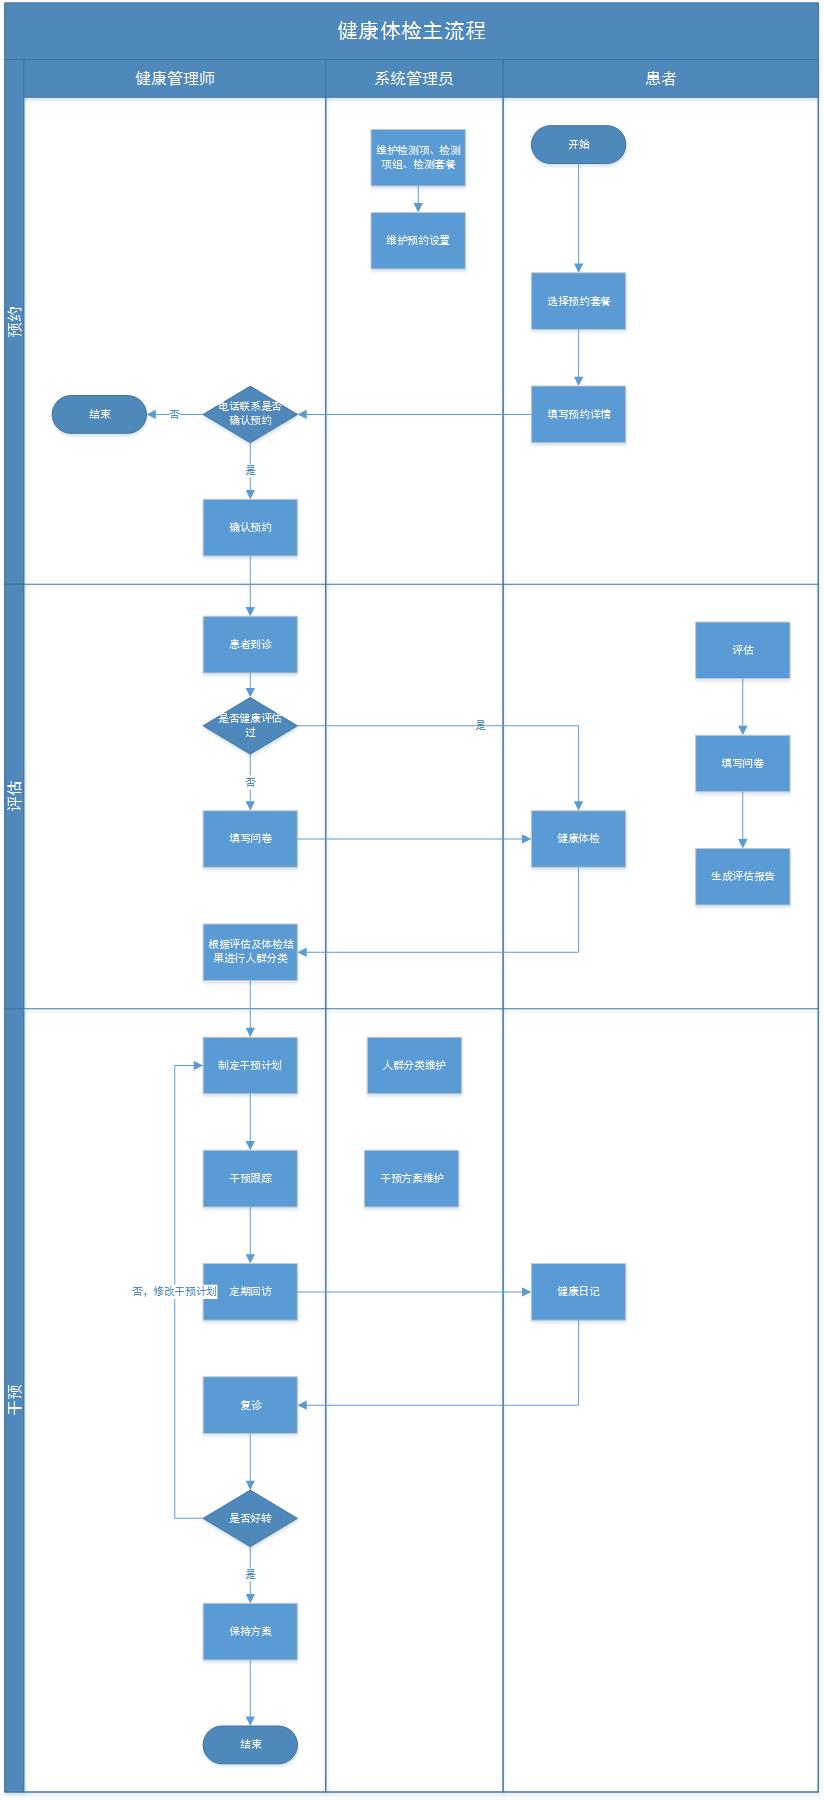 健康体检主流程
健康管理师
系统管理员
患者
预约
维护检测项、检测
项组、检测套餐
开始
维护预约设置
选择预约套餐
结束
否
电话联系是否
确认预约
填写预约详情
是
确认预约
评估
患者到诊
评估
是否健康评估
过
是
填写问卷
否
填写问卷
健康体检
生成评估报告
根据评估及体检结
果进行人群分类
干预
制定干预计划
人群分类维护
干预跟踪
干预方案维护
否，修改干预计划
定期回访
健康日记
复诊
是否好转
是
保持方案
结束